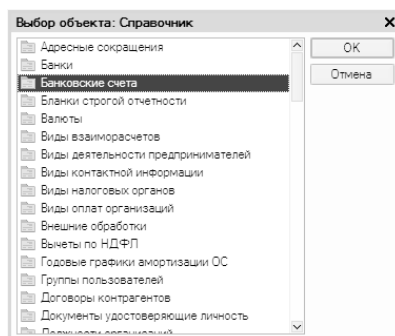 Выбор объекта: Справочник
Адресные сокращения
OK
Банки
Отмена
Банковские счета
Бланки строгой отчетности
Валюты
Виды взаиморасчетов
Виды деятельности предпринимателей
Виды контактной информации
Виды налоговых органов
Виды оплат организаций
Внешние обработки
Вычеты по НДФЛ
Годовые графики амортизации ОС
Группы пользователей
Договоры контрагентов
Документы удостоверяющие личность
Должности организаций